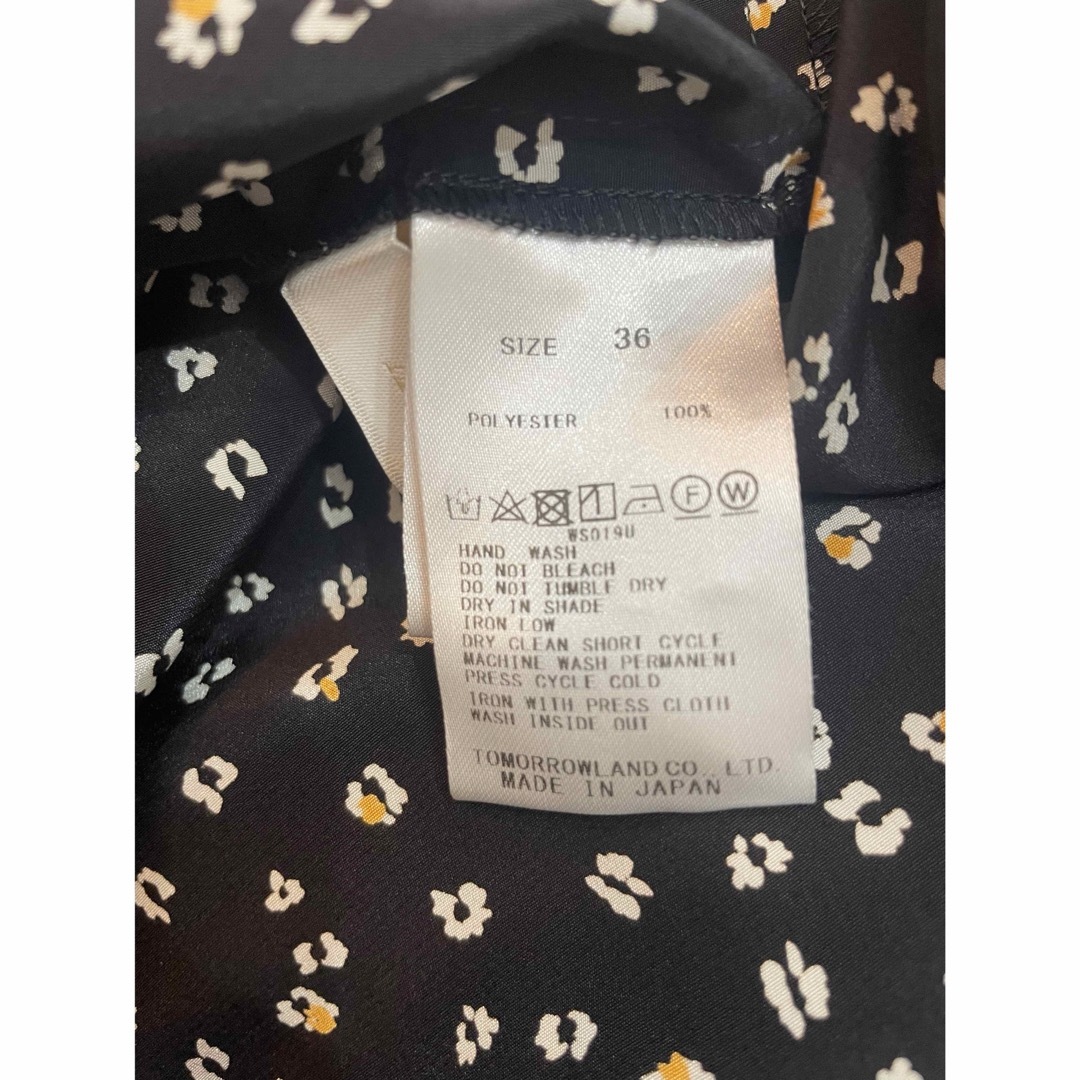 SIZE 36
POLYESTER 100%
F W
WS019U
HAND WASH
DO NOT BLEACH
DO NOT TUMBLE DRY
DRY IN SHADE
IRON LOW
DRY CLEAN SHORT CYCLE
MACHINE WASH PERMANENT
PRESS CYCLE COLD
IRON WITH PRESS CLOTH
WASH INSIDE OUT
TOMORROWLAND CO., LTD.
MADE IN JAPAN